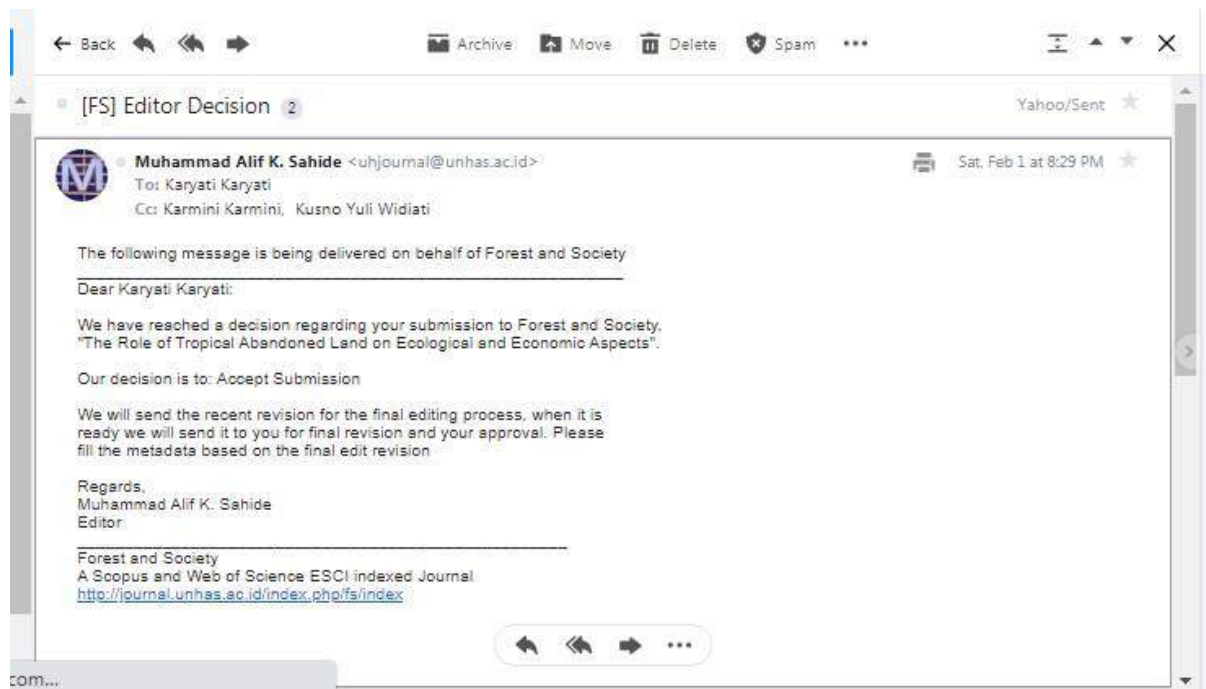 Back Archive Move Delete Spam
[FS] Editor Decision 2 Yahoo/Sent
Muhammad Alif K. Sahide <uhjournal@unhas.ac.id> Sat, Feb 1 at 8:29 PM
To: Karyati Karyati
Cc: Karmini Karmini, Kusno Yuli Widiati
M
The following message is being delivered on behalf of Forest and Society
Dear Karyati Karyati:
We have reached a decision regarding your submission to Forest and Society,
"The Role of Tropical Abandoned Land on Ecological and Economic Aspects".
Our decision is to: Accept Submission
We will send the recent revision for the final editing process, when it is
ready we will send it to you for final revision and your approval. Please
fill the metadata based on the final edit revision
Regards,
Muhammad Alif K. Sahide
Editor
Forest and Society
A Scopus and Web of Science ESCI indexed Journal
http://journal.unhas.ac.id/index.php/fs/index
com...